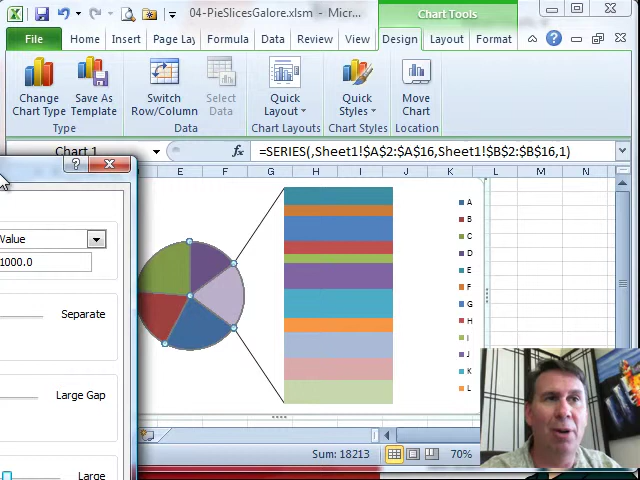 04-PieSlicesGalore.xlsm - Micr...
Chart Tools
File Home Insert Page Lay Formulas Data Review View Design Layout Format
Change Chart Type
Save As Template
Switch Row/Column
Select Data
Quick Layout
Quick Styles
Move Chart
Type Data Chart Layouts Chart Styles Location
Chart 1 fx =SERIES(,Sheet1!$A$2:$A$16,Sheet1!$B$2:$B$16,1)
E F G H I J K L M N
Value
1000.0
Separate
Large Gap
Large
A
B
C
D
E
F
G
H
I
J
K
L
Sum: 18213 70%